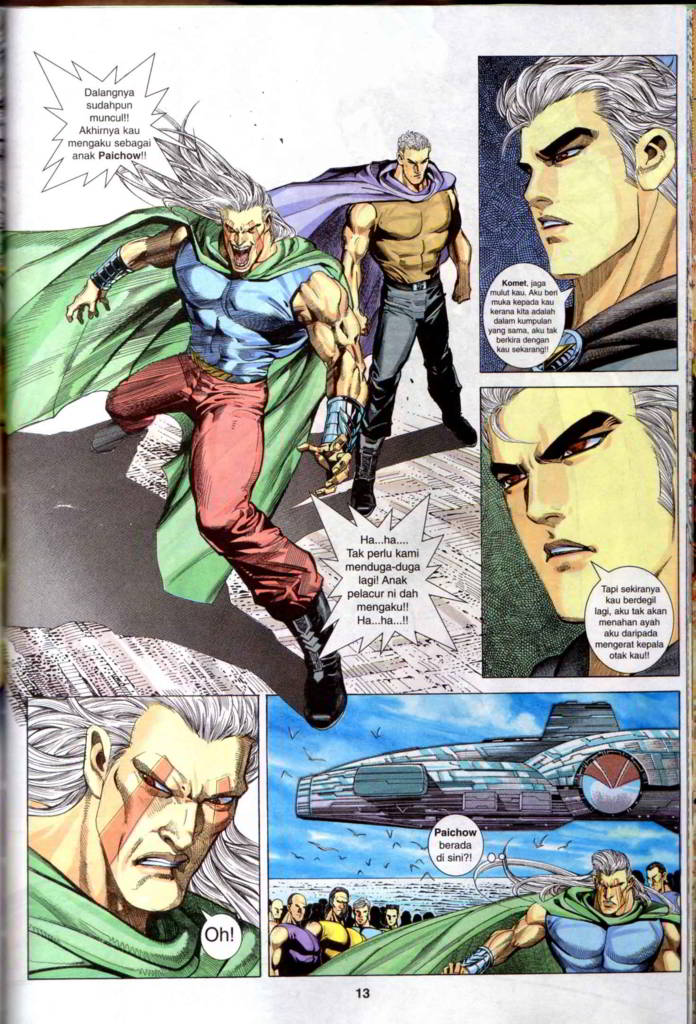 Dalangnya
sudahpun
muncul!!
Akhirnya kau
mengaku sebagai
anak Paichow!!
Komet, jaga
mulut kau. Aku beri
muka kepada kau
kerana kita adalah
dalam kumpulan
yang sama, aku tak
berkira dengan
kau sekarang!!
Ha...ha....
Tak perlu kami
menduga-duga
lagi! Anak
pelacur ni dah
mengaku!!
Ha...ha...!!
Tapi sekiranya
kau berdegil
lagi, aku tak akan
menahan ayah
aku daripada
mengerat kepala
otak kau!!
Oh!
Paichow
berada
di sini?!
13